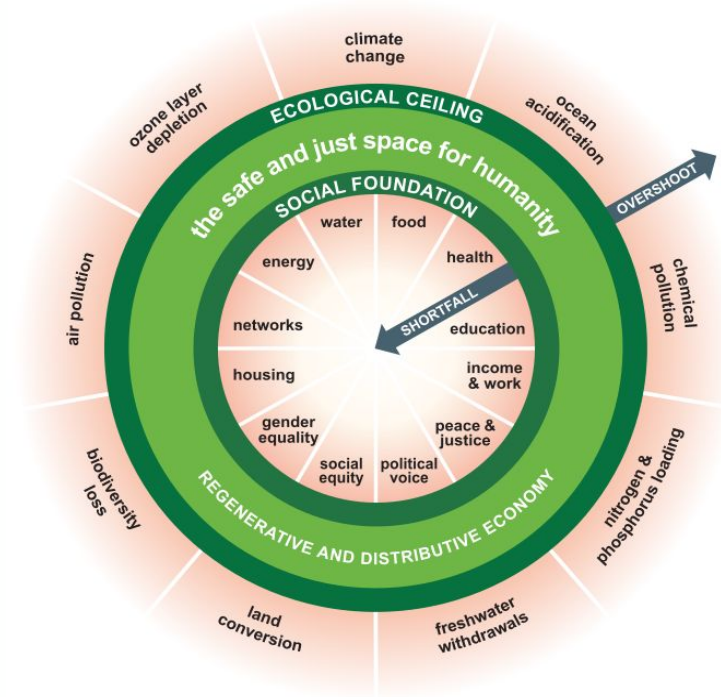 climate
change
ocean
acidification
OVERSHOOT
chemical
pollution
nitrogen &
phosphorus loading
freshwater
withdrawals
land
conversion
biodiversity
loss
air pollution
ozone layer
depletion
ECOLOGICAL CEILING
the safe and just space for humanity
SOCIAL FOUNDATION
water
food
health
SHORTFALL
education
income
& work
peace &
justice
political
voice
social
equity
gender
equality
housing
networks
energy
REGENERATIVE AND DISTRIBUTIVE ECONOMY